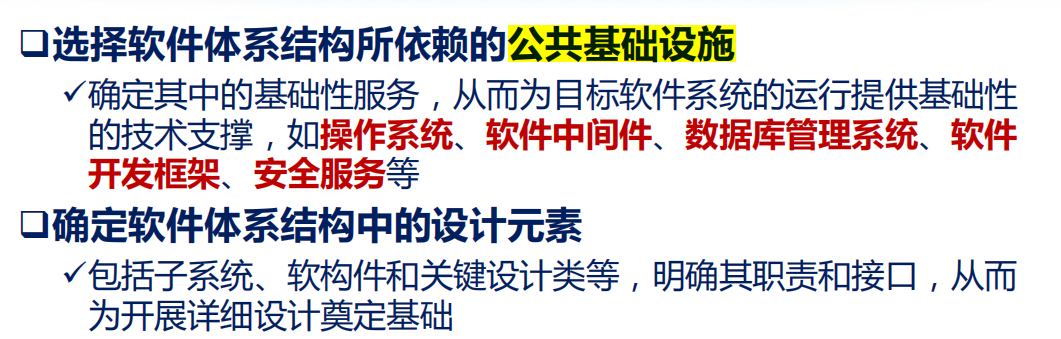 ❑选择软件体系结构所依赖的公共基础设施
✓确定其中的基础性服务，从而为目标软件系统的运行提供基础性
的技术支撑，如操作系统、软件中间件、数据库管理系统、软件
开发框架、安全服务等
❑确定软件体系结构中的设计元素
✓包括子系统、软构件和关键设计类等，明确其职责和接口，从而
为开展详细设计奠定基础